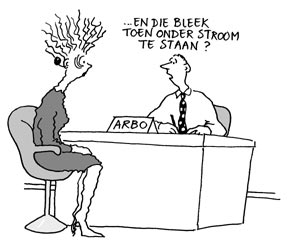 ...EN DIE BLEEK
TOEN ONDER STROOM
TE STAAN?
ARBO